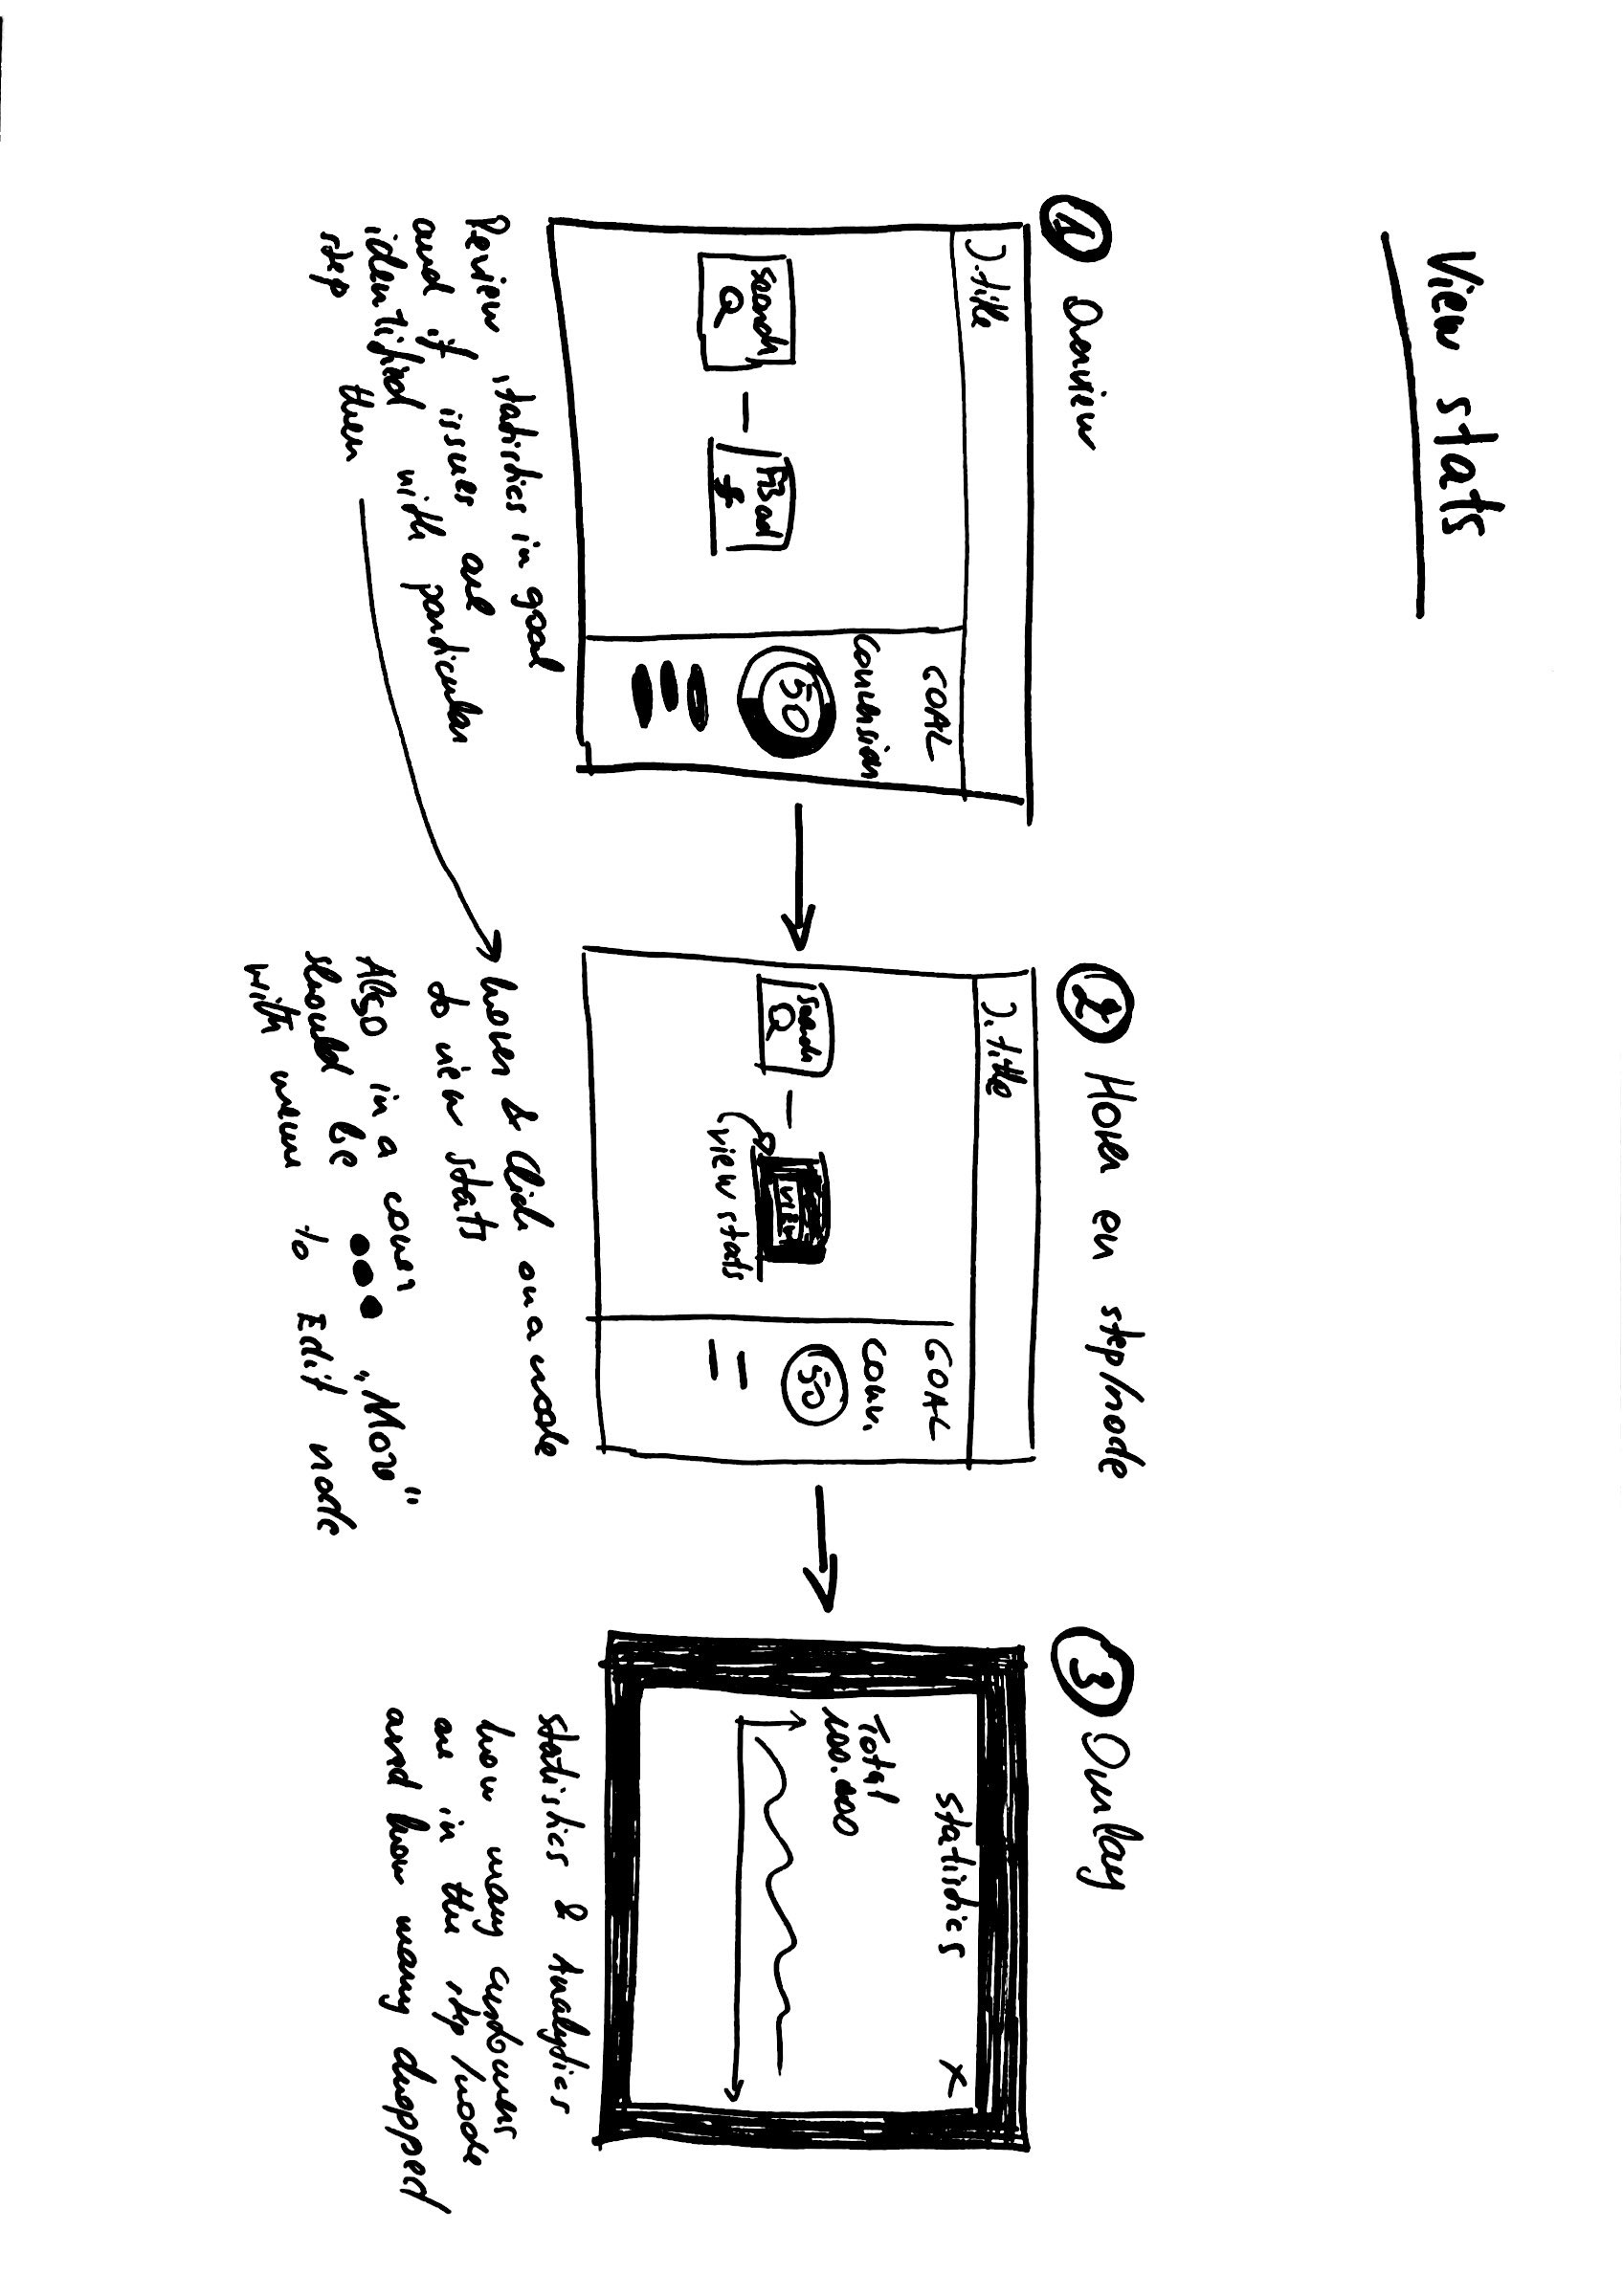 View stats
1 Overview
J. title
Search
FB ad
GOAL
Conversion
50
Review statistics in goal
and if issues are
identified with particular
step then
2 Hover on step/node
J. title
Search
VIEW
view stats
GOAL
Conv.
50
hover & click on a node
to view stats
Also in a corner
should be ●●● "More"
with menu to Edit node
3 Overlay
Statistics X
Total
100.000
Statistics & Analytics
how many customers
are in the step/node
and how many dropped